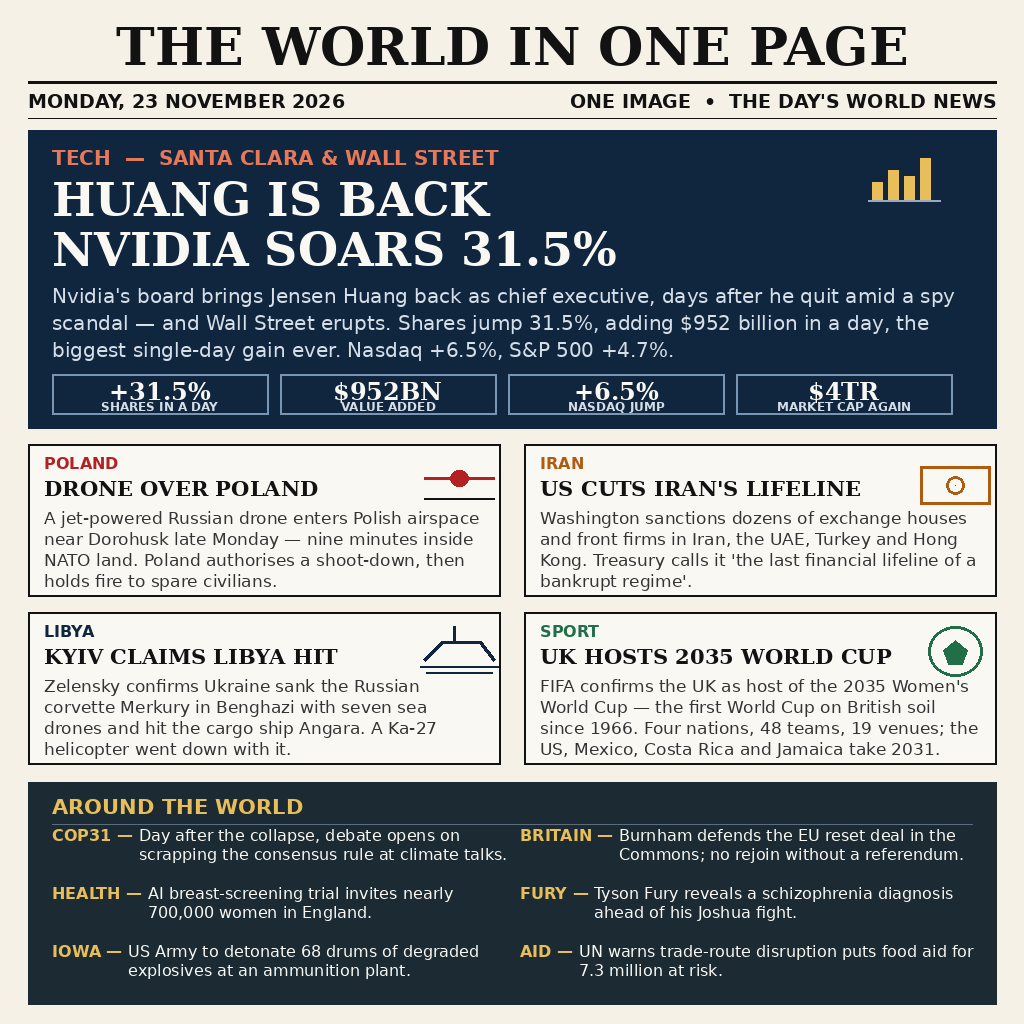 THE WORLD IN ONE PAGE
MONDAY, 23 NOVEMBER 2026
ONE IMAGE • THE DAY'S WORLD NEWS
TECH — SANTA CLARA & WALL STREET
HUANG IS BACK
NVIDIA SOARS 31.5%
Nvidia's board brings Jensen Huang back as chief executive, days after he quit amid a spy
scandal — and Wall Street erupts. Shares jump 31.5%, adding $952 billion in a day, the
biggest single-day gain ever. Nasdaq +6.5%, S&P 500 +4.7%.
+31.5%
SHARES IN A DAY
$952BN
VALUE ADDED
+6.5%
NASDAQ JUMP
$4TR
MARKET CAP AGAIN
POLAND
DRONE OVER POLAND
A jet-powered Russian drone enters Polish airspace
near Dorohusk late Monday — nine minutes inside
NATO land. Poland authorises a shoot-down, then
holds fire to spare civilians.
IRAN
US CUTS IRAN'S LIFELINE
Washington sanctions dozens of exchange houses
and front firms in Iran, the UAE, Turkey and Hong
Kong. Treasury calls it 'the last financial lifeline of a
bankrupt regime'.
LIBYA
KYIV CLAIMS LIBYA HIT
Zelensky confirms Ukraine sank the Russian
corvette Merkury in Benghazi with seven sea
drones and hit the cargo ship Angara. A Ka-27
helicopter went down with it.
SPORT
UK HOSTS 2035 WORLD CUP
FIFA confirms the UK as host of the 2035 Women's
World Cup — the first World Cup on British soil
since 1966. Four nations, 48 teams, 19 venues; the
US, Mexico, Costa Rica and Jamaica take 2031.
AROUND THE WORLD
COP31 — Day after the collapse, debate opens on
scrapping the consensus rule at climate talks.
BRITAIN — Burnham defends the EU reset deal in the
Commons; no rejoin without a referendum.
HEALTH — AI breast-screening trial invites nearly
700,000 women in England.
FURY — Tyson Fury reveals a schizophrenia diagnosis
ahead of his Joshua fight.
IOWA — US Army to detonate 68 drums of degraded
explosives at an ammunition plant.
AID — UN warns trade-route disruption puts food aid for
7.3 million at risk.